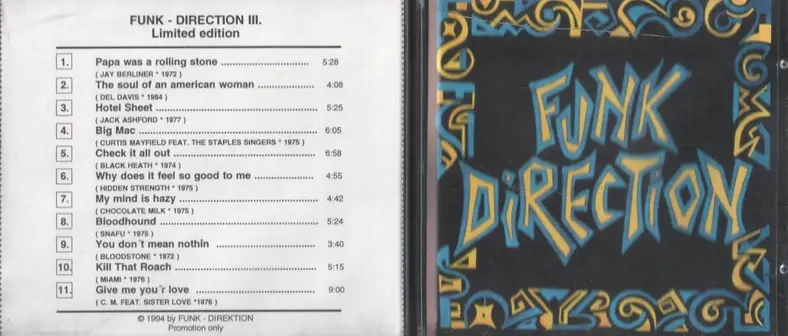 FUNK - DIRECTION III.
Limited edition
1. Papa was a rolling stone ................................ 5:28
( JAY BERLINER * 1972 )
2. The soul of an american woman ..................... 4:08
( DEL DAVIS * 1984 )
3. Hotel Sheet ........................................................ 5:25
( JACK ASHFORD * 1977 )
4. Big Mac .............................................................. 6:05
( CURTIS MAYFIELD FEAT. THE STAPLES SINGERS * 1975 )
5. Check it all out ................................................... 6:58
( BLACK HEATH * 1974 )
6. Why does it feel so good to me ...................... 4:55
( HIDDEN STRENGTH * 1975 )
7. My mind is hazy ................................................. 4:42
( CHOCOLATE MILK * 1975 )
8. Bloodhound ....................................................... 5:24
( SNAFU * 1975 )
9. You don´t mean nothin ................................... 3:40
( BLOODSTONE * 1972 )
10. Kill That Roach ................................................... 5:15
( MIAMI * 1976 )
11. Give me you´r love ............................................. 9:00
( C. M. FEAT. SISTER LOVE *1976 )
© 1994 by FUNK - DIREKTION
Promotion only
FUNK
DiRECTiON